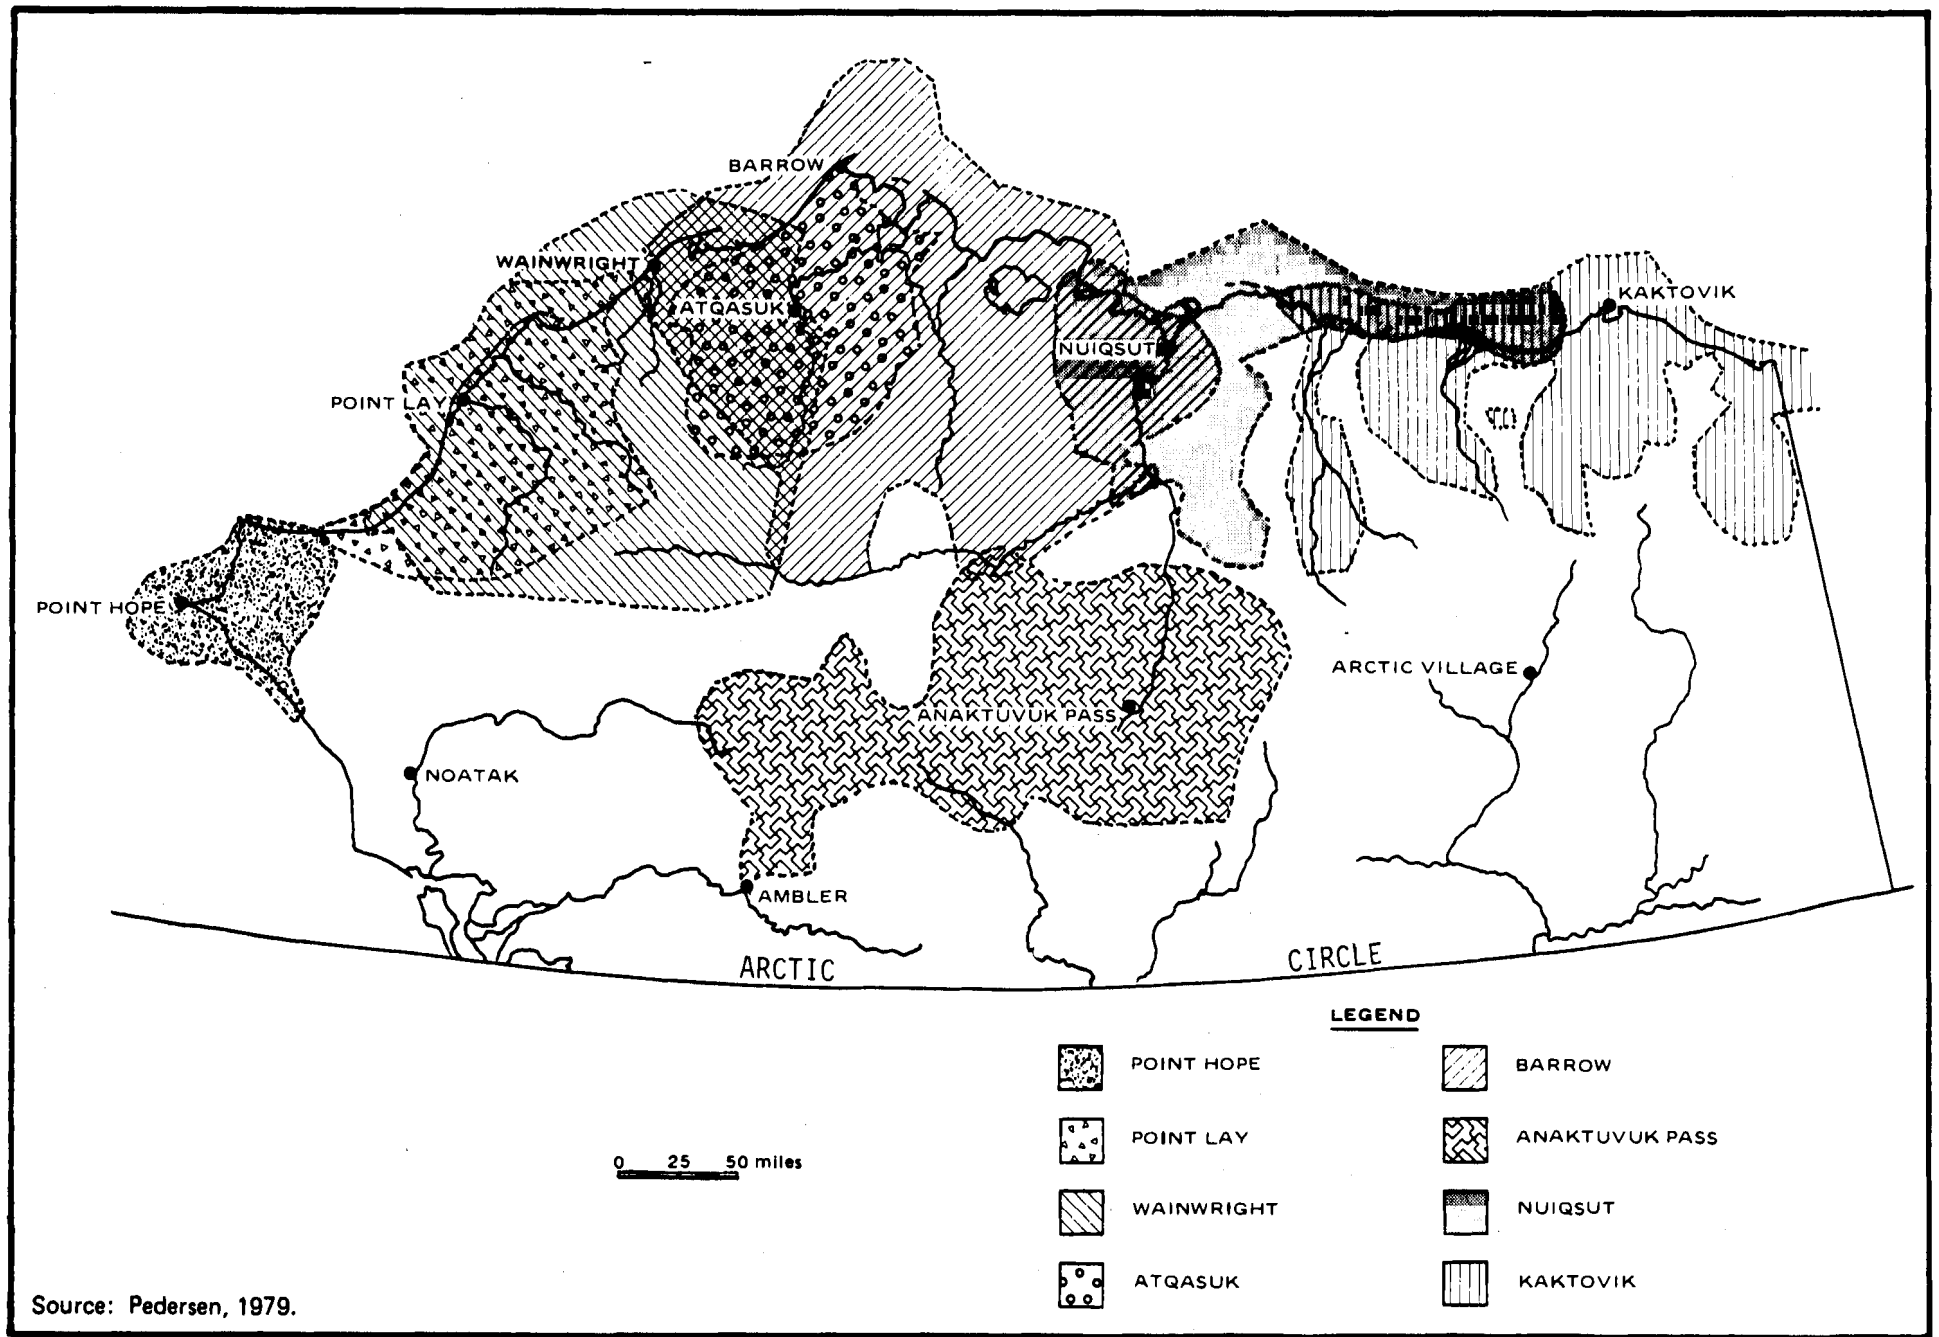 BARROW
WAINWRIGHT
ATQASUK
KAKTOVIK
NUIQSUT
POINT LAY
POINT HOPE
ARCTIC VILLAGE
ANAKTUVUK PASS
NOATAK
AMBLER
ARCTIC CIRCLE
LEGEND
POINT HOPE
BARROW
POINT LAY
ANAKTUVUK PASS
WAINWRIGHT
NUIQSUT
ATQASUK
KAKTOVIK
0 25 50 miles
Source: Pedersen, 1979.